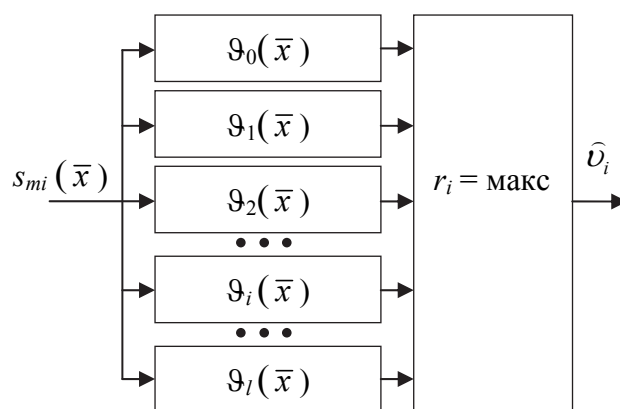 ϑ₀(x̅)
ϑ₁(x̅)
sₘᵢ(x̅)
ϑ₂(x̅)
• • •
rᵢ = макс
υ̂ᵢ
ϑᵢ(x̅)
• • •
ϑₗ(x̅)